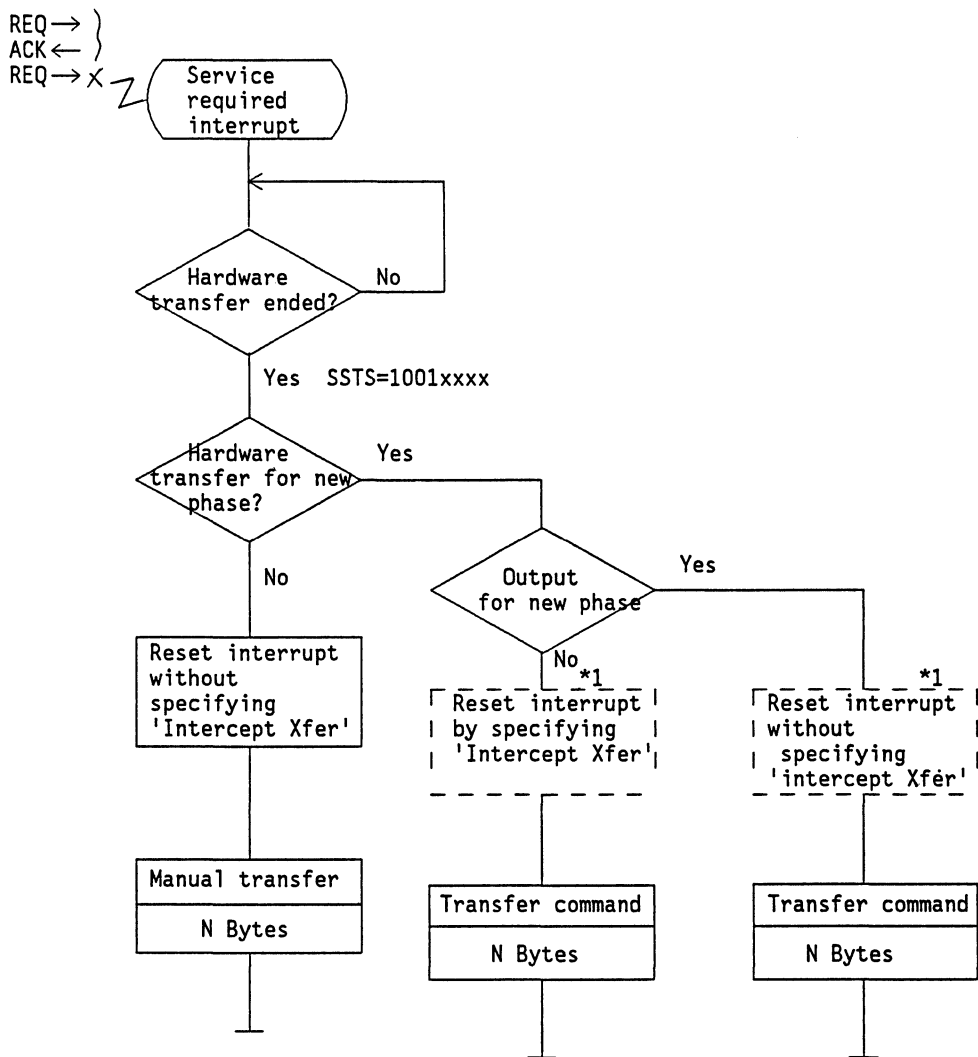 REQ→
ACK←
REQ→ X
Service
required
interrupt
Hardware
transfer ended?
No
Yes SSTS=1001xxxx
Hardware
transfer for new
phase?
Yes
No
Output
for new phase
Yes
No
*1
*1
Reset interrupt
without
specifying
'Intercept Xfer'
Reset interrupt
by specifying
'Intercept Xfer'
Reset interrupt
without
specifying
'intercept Xfer'
Manual transfer
N Bytes
Transfer command
N Bytes
Transfer command
N Bytes